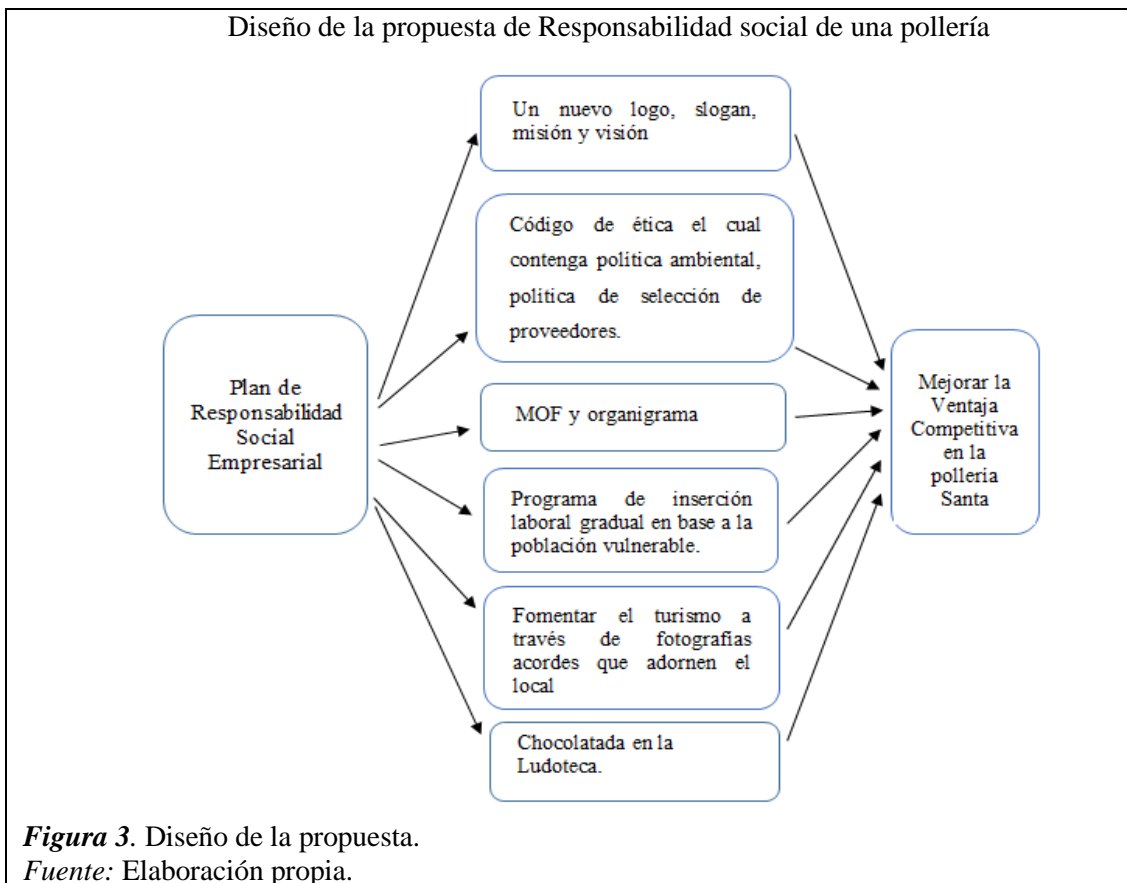 Diseño de la propuesta de Responsabilidad social de una pollería
Un nuevo logo, slogan,
misión y visión
Código de ética el cual
contenga política ambiental,
política de selección de
proveedores.
Plan de
Responsabilidad
Social
Empresarial
MOF y organigrama
Mejorar la
Ventaja
Competitiva
en la
polleria
Santa
Programa de inserción
laboral gradual en base a la
población vulnerable.
Fomentar el turismo a
través de fotografías
acordes que adornen el
local
Chocolatada en la
Ludoteca.
Figura 3. Diseño de la propuesta.
Fuente: Elaboración propia.